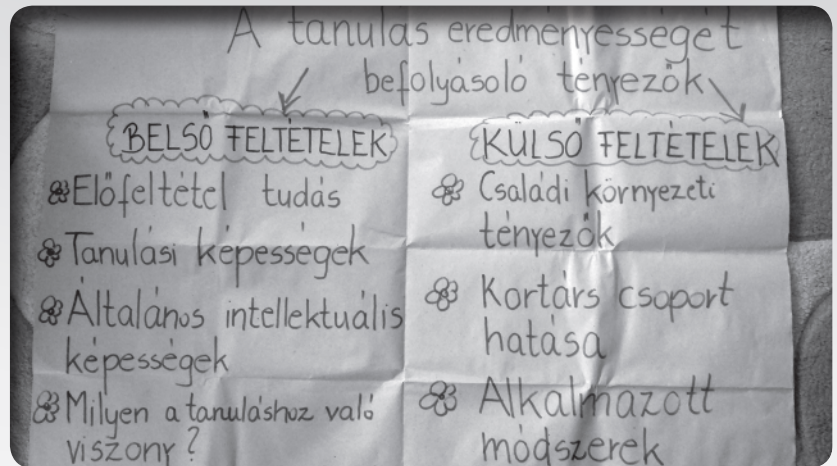 A tanulás eredményességét
befolyásoló tényezők
BELSŐ FELTÉTELEK
Előfeltétel tudás
Tanulási képességek
Általános intellektuális
képességek
Milyen a tanuláshoz való
viszony?
KÜLSŐ FELTÉTELEK
Családi környezeti
tényezők
Kortárs csoport
hatása
Alkalmazott
módszerek